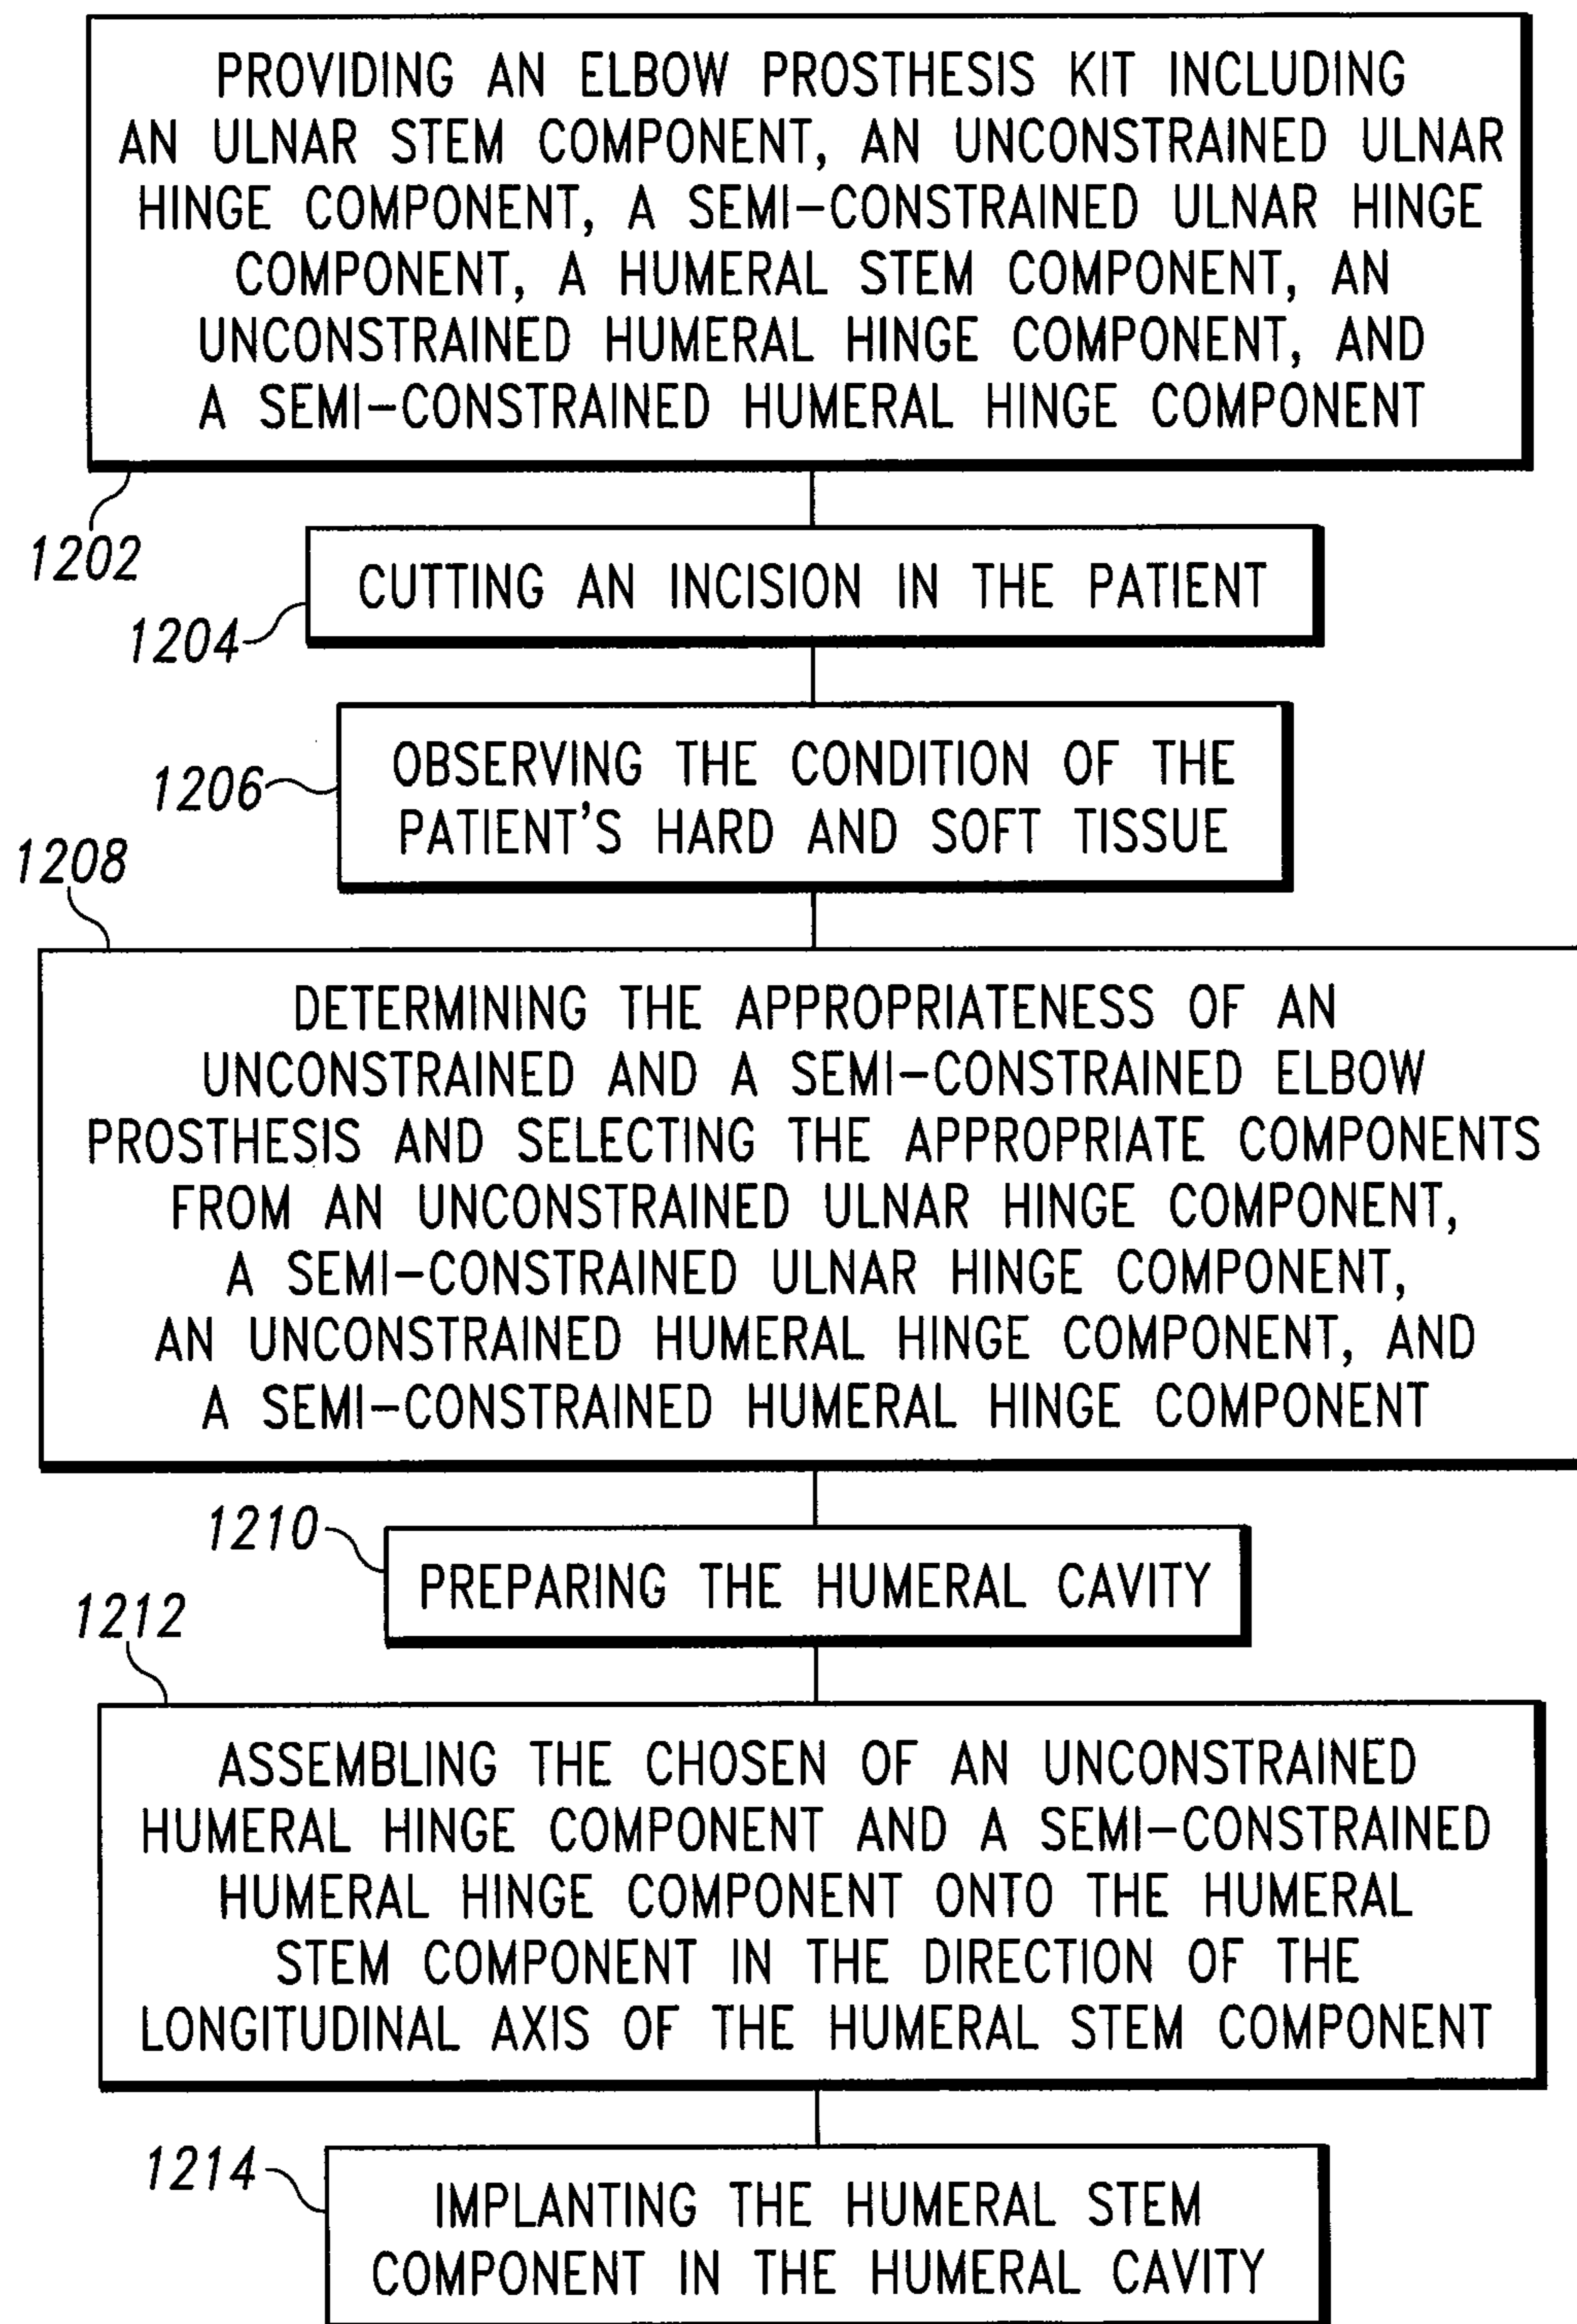 PROVIDING AN ELBOW PROSTHESIS KIT INCLUDING
AN ULNAR STEM COMPONENT, AN UNCONSTRAINED ULNAR
HINGE COMPONENT, A SEMI-CONSTRAINED ULNAR HINGE
COMPONENT, A HUMERAL STEM COMPONENT, AN
UNCONSTRAINED HUMERAL HINGE COMPONENT, AND
A SEMI-CONSTRAINED HUMERAL HINGE COMPONENT
1202
CUTTING AN INCISION IN THE PATIENT
1204
OBSERVING THE CONDITION OF THE
PATIENT'S HARD AND SOFT TISSUE
1206
1208
DETERMINING THE APPROPRIATENESS OF AN
UNCONSTRAINED AND A SEMI-CONSTRAINED ELBOW
PROSTHESIS AND SELECTING THE APPROPRIATE COMPONENTS
FROM AN UNCONSTRAINED ULNAR HINGE COMPONENT,
A SEMI-CONSTRAINED ULNAR HINGE COMPONENT,
AN UNCONSTRAINED HUMERAL HINGE COMPONENT, AND
A SEMI-CONSTRAINED HUMERAL HINGE COMPONENT
1210
PREPARING THE HUMERAL CAVITY
1212
ASSEMBLING THE CHOSEN OF AN UNCONSTRAINED
HUMERAL HINGE COMPONENT AND A SEMI-CONSTRAINED
HUMERAL HINGE COMPONENT ONTO THE HUMERAL
STEM COMPONENT IN THE DIRECTION OF THE
LONGITUDINAL AXIS OF THE HUMERAL STEM COMPONENT
1214
IMPLANTING THE HUMERAL STEM
COMPONENT IN THE HUMERAL CAVITY